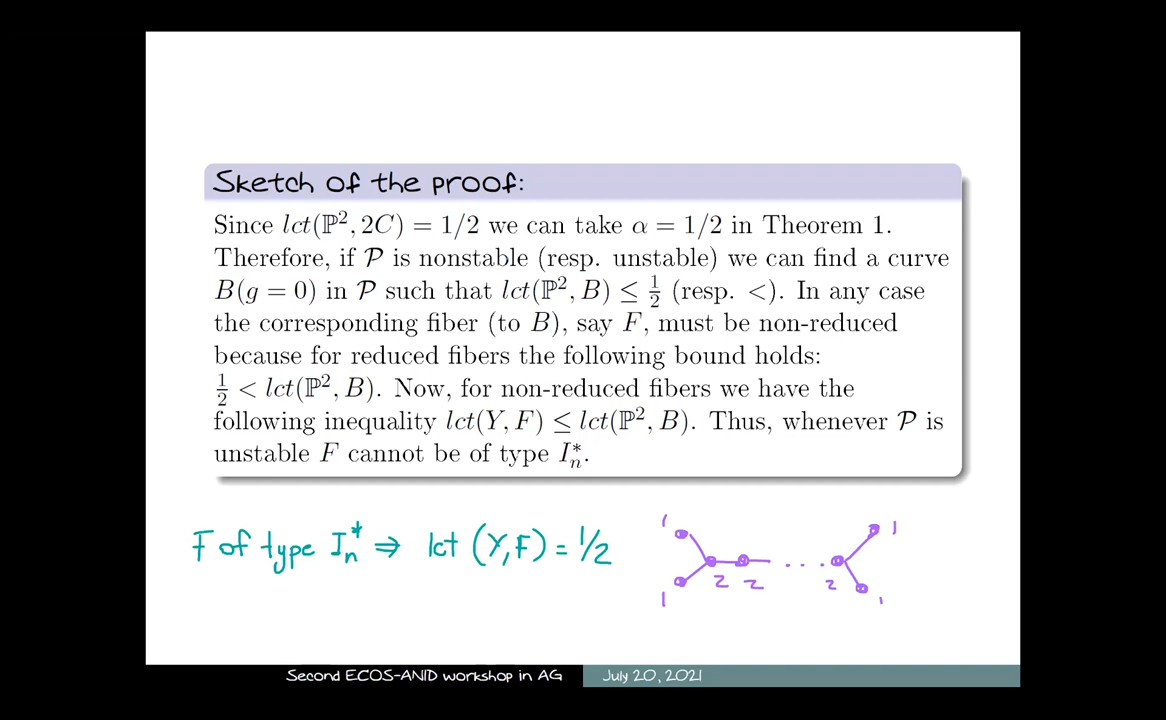 Sketch of the proof:
Since lct(ℙ², 2C) = 1/2 we can take α = 1/2 in Theorem 1.
Therefore, if 𝒫 is nonstable (resp. unstable) we can find a curve
B(g = 0) in 𝒫 such that lct(ℙ², B) ≤ 1/2 (resp. <). In any case
the corresponding fiber (to B), say F, must be non-reduced
because for reduced fibers the following bound holds:
1/2 < lct(ℙ², B). Now, for non-reduced fibers we have the
following inequality lct(Y, F) ≤ lct(ℙ², B). Thus, whenever 𝒫 is
unstable F cannot be of type Iₙ*.
F of type Iₙ* ⇒ lct (Y, F) = 1/2
1 1
2 2 ... 2
1 1
Second ECOS-ANID workshop in AG July 20, 2021